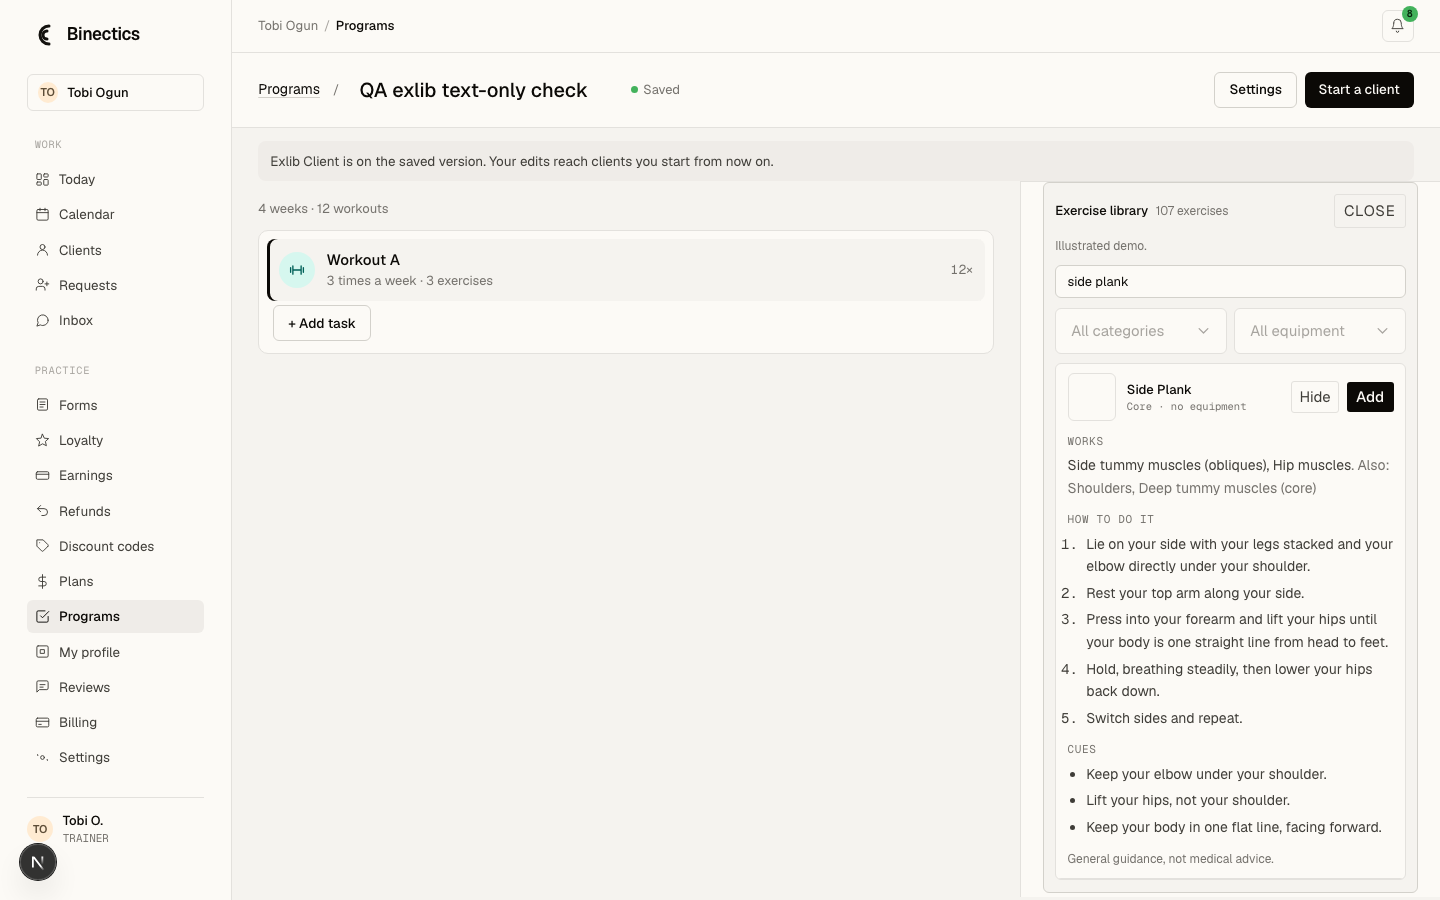 Binectics
TO Tobi Ogun
WORK
Today
Calendar
Clients
Requests
Inbox
PRACTICE
Forms
Loyalty
Earnings
Refunds
Discount codes
Plans
Programs
My profile
Reviews
Billing
Settings
TO Tobi O.
TRAINER
N
Tobi Ogun / Programs
8
Programs / QA exlib text-only check
Saved
Settings
Start a client
Exlib Client is on the saved version. Your edits reach clients you start from now on.
4 weeks · 12 workouts
Workout A
3 times a week · 3 exercises
12×
+ Add task
Exercise library 107 exercises
CLOSE
Illustrated demo.
side plank
All categories
All equipment
Side Plank
Core · no equipment
Hide
Add
WORKS
Side tummy muscles (obliques), Hip muscles. Also:
Shoulders, Deep tummy muscles (core)
HOW TO DO IT
1. Lie on your side with your legs stacked and your
elbow directly under your shoulder.
2. Rest your top arm along your side.
3. Press into your forearm and lift your hips until
your body is one straight line from head to feet.
4. Hold, breathing steadily, then lower your hips
back down.
5. Switch sides and repeat.
CUES
• Keep your elbow under your shoulder.
• Lift your hips, not your shoulder.
• Keep your body in one flat line, facing forward.
General guidance, not medical advice.